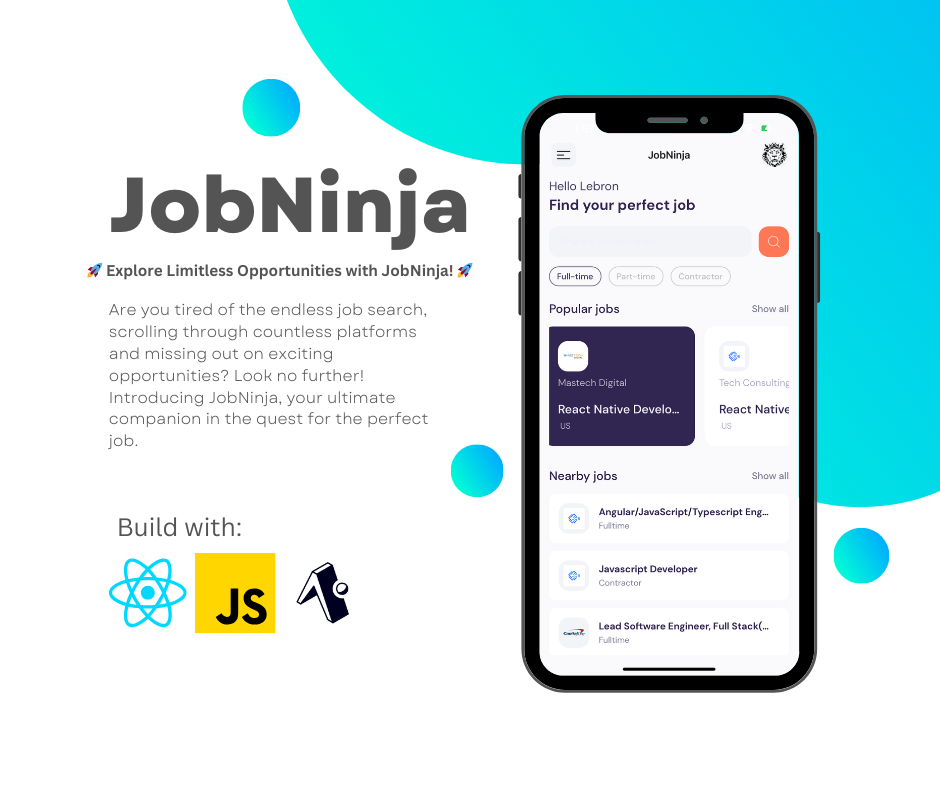 JobNinja
🚀 Explore Limitless Opportunities with JobNinja! 🚀
Are you tired of the endless job search,
scrolling through countless platforms
and missing out on exciting
opportunities? Look no further!
Introducing JobNinja, your ultimate
companion in the quest for the perfect
job.
Build with:
JS
JobNinja
Hello Lebron
Find your perfect job
Full-time
Part-time
Contractor
Popular jobs
Show all
Mastech Digital
React Native Develo...
US
Tech Consulting
React Native
US
Nearby jobs
Show all
Angular/JavaScript/Typescript Eng...
Fulltime
Javascript Developer
Contractor
Lead Software Engineer, Full Stack(...
Fulltime